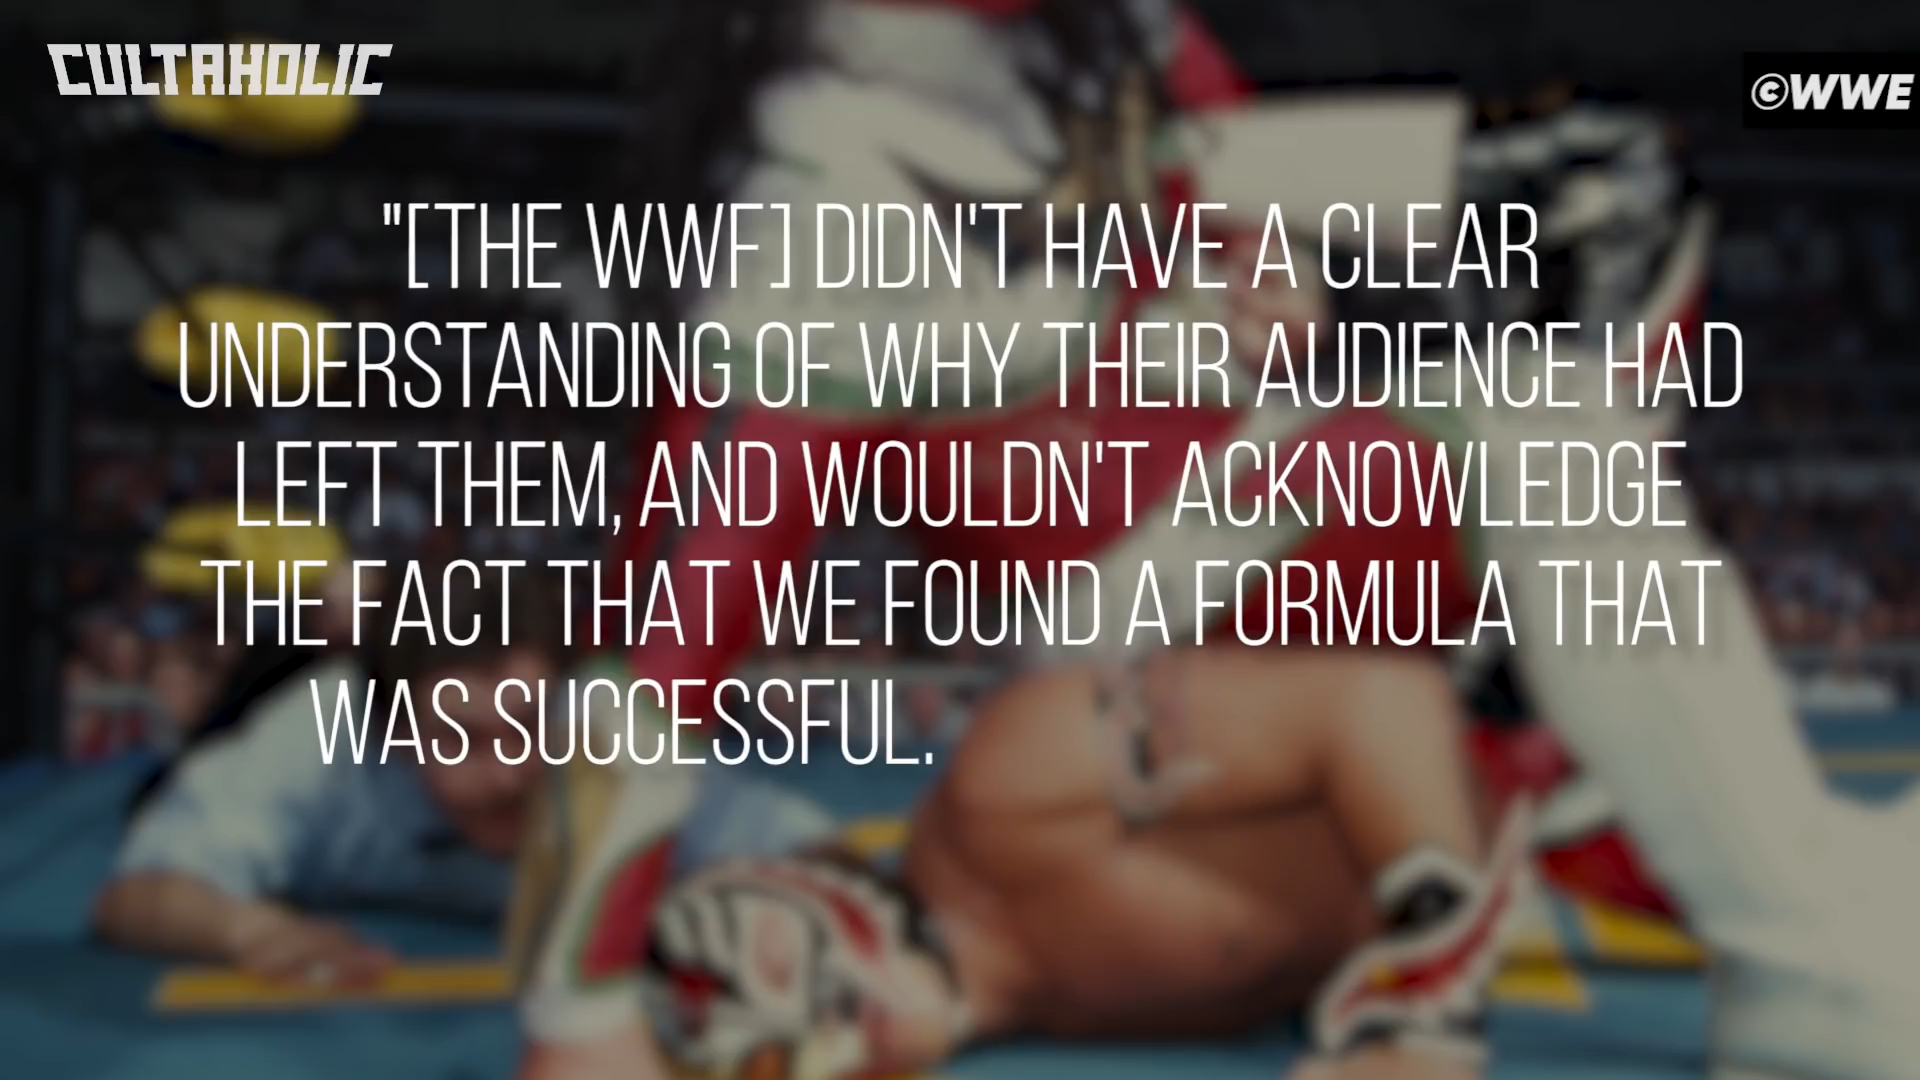 CULTAHOLIC
©WWE
"[THE WWF] DIDN'T HAVE A CLEAR
UNDERSTANDING OF WHY THEIR AUDIENCE HAD
LEFT THEM, AND WOULDN'T ACKNOWLEDGE
THE FACT THAT WE FOUND A FORMULA THAT
WAS SUCCESSFUL.